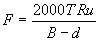 F = 2000TRu / B − d